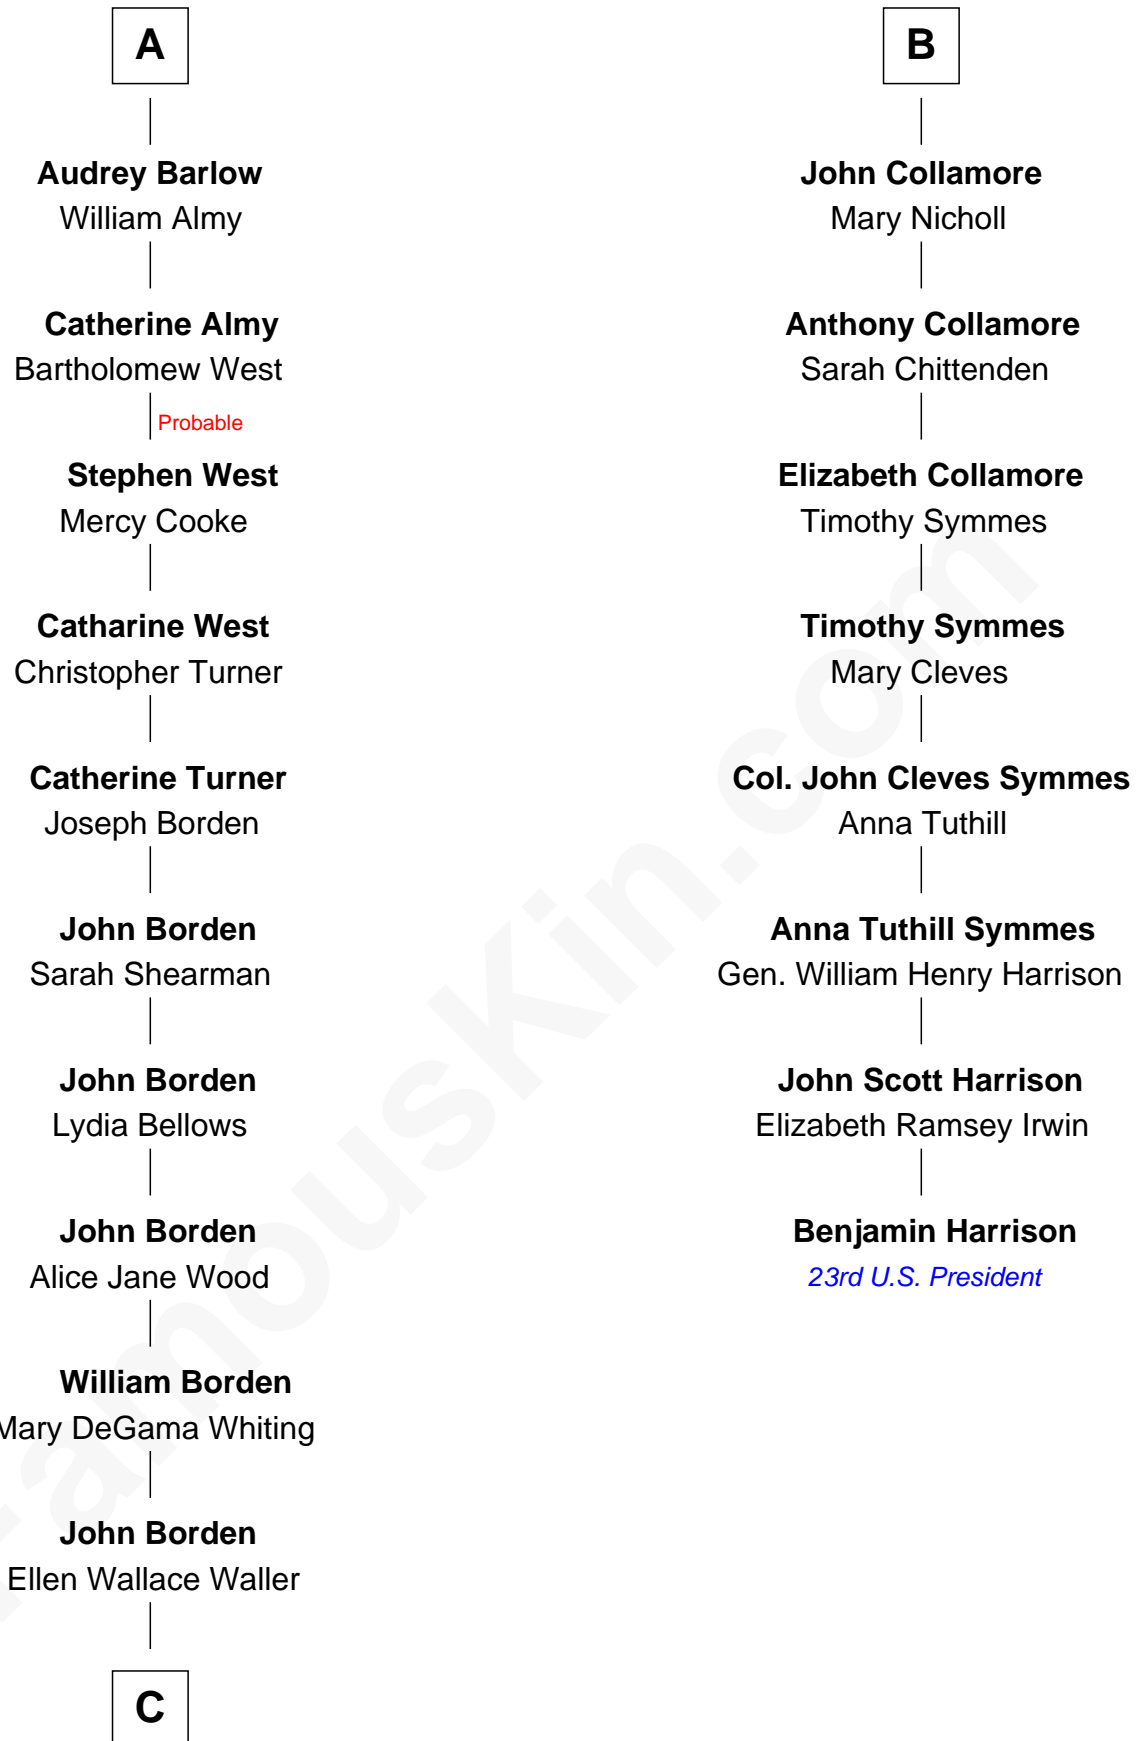 A
Audrey Barlow
William Almy
Catherine Almy
Bartholomew West
Probable
Stephen West
Mercy Cooke
Catharine West
Christopher Turner
Catherine Turner
Joseph Borden
John Borden
Sarah Shearman
John Borden
Lydia Bellows
John Borden
Alice Jane Wood
William Borden
Mary DeGama Whiting
John Borden
Ellen Wallace Waller
C
B
John Collamore
Mary Nicholl
Anthony Collamore
Sarah Chittenden
Elizabeth Collamore
Timothy Symmes
Timothy Symmes
Mary Cleves
Col. John Cleves Symmes
Anna Tuthill
Anna Tuthill Symmes
Gen. William Henry Harrison
John Scott Harrison
Elizabeth Ramsey Irwin
Benjamin Harrison
23rd U.S. President
FamousKin.com